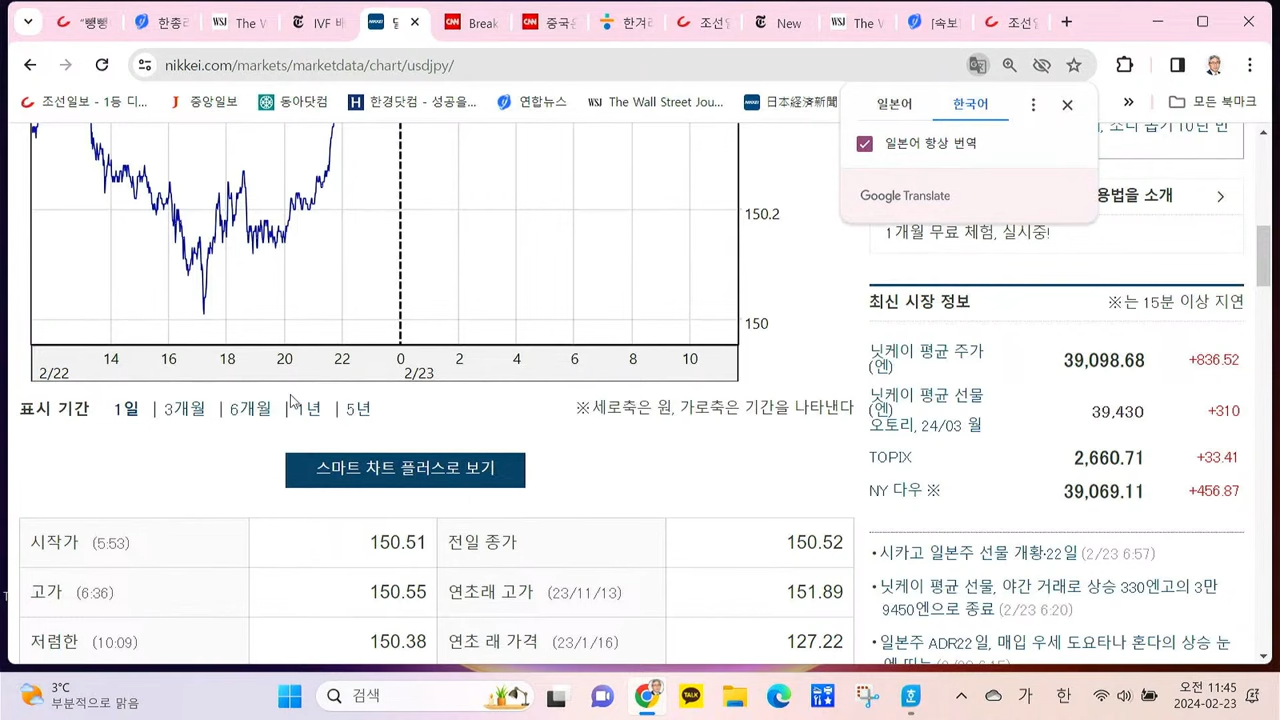 "뺑뺑
한종
The W
IVF 비
달
Break
중국
한겨
조선일
New
The V
[속보
조선인
nikkei.com/markets/marketdata/chart/usdjpy/
조선일보 - 1등 디...
중앙일보
동아닷컴
한경닷컴 - 성공을...
연합뉴스
WSJ The Wall Street Jou...
日本経済新聞
모든 북마크
일본어
한국어
일본어 항상 번역
Google Translate
용법을 소개
1개월 무료 체험, 실시중!
150.2
150
14 16 18 20 22 0 2 4 6 8 10
2/22 2/23
표시 기간 1일 | 3개월 | 6개월 | 1년 | 5년
※세로축은 원, 가로축은 기간을 나타낸다
스마트 차트 플러스로 보기
시작가 (5:53) 150.51 전일 종가 150.52
고가 (6:36) 150.55 연초래 고가 (23/11/13) 151.89
저렴한 (10:09) 150.38 연초 래 가격 (23/1/16) 127.22
최신 시장 정보 ※는 15분 이상 지연
닛케이 평균 주가
(엔) 39,098.68 +836.52
닛케이 평균 선물
(엔) 39,430 +310
오토리, 24/03 월
TOPIX 2,660.71 +33.41
NY 다우 ※ 39,069.11 +456.87
•시카고 일본주 선물 개황·22일 (2/23 6:57)
•닛케이 평균 선물, 야간 거래로 상승 330엔고의 3만
9450엔으로 종료 (2/23 6:20)
•일본주 ADR22일, 매입 우세 도요타나 혼다의 상승 눈
3°C
부분적으로 맑음
검색
TALK
가
한
오전 11:45
2024-02-23